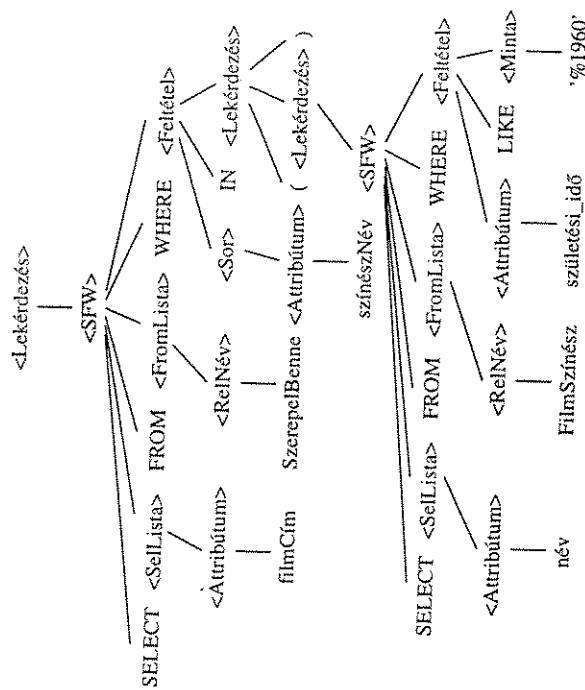 <Lekérdezés>
<SFW>
SELECT <SelLista> FROM <FromLista> WHERE <Feltétel>
<Attribútum> <RelNév> <Sor> IN <Lekérdezés>
filmCím SzerepelBenne <Attribútum> ( <Lekérdezés> )
színészNév <SFW>
SELECT <SelLista> FROM <FromLista> WHERE <Feltétel>
<Attribútum> <RelNév> <Attribútum> LIKE <Minta>
név FilmSzínész születési_idő '%1960'